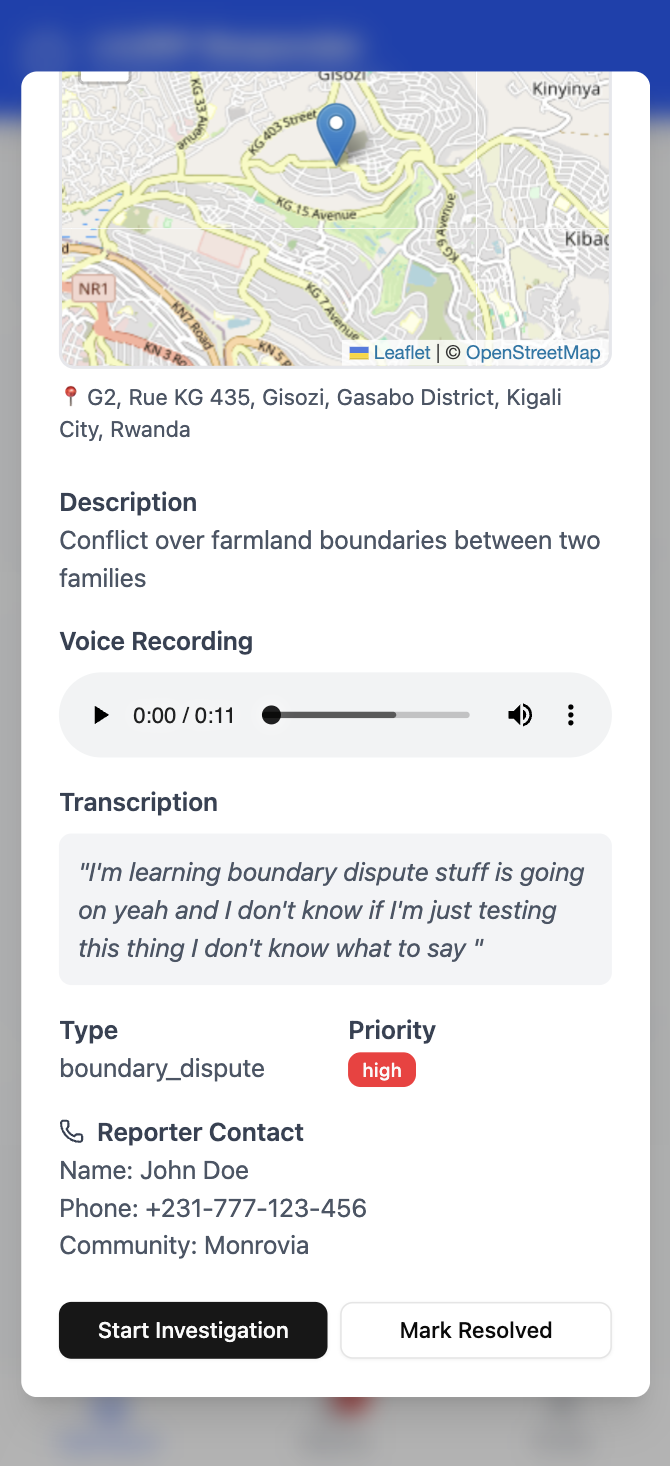 Gisozi
Kinyinya
KG 33 Avenue
KG 403 Street
KG 15 Avenue
KG 9 Avenue
Kibag
d
NR1
KN7 Road
KG 7 Avenue
KN 3 Ro
KN 5 R
Leaflet | © OpenStreetMap
📍 G2, Rue KG 435, Gisozi, Gasabo District, Kigali
City, Rwanda
Description
Conflict over farmland boundaries between two
families
Voice Recording
0:00 / 0:11
Transcription
"I'm learning boundary dispute stuff is going
on yeah and I don't know if I'm just testing
this thing I don't know what to say "
Type
Priority
boundary_dispute
high
Reporter Contact
Name: John Doe
Phone: +231-777-123-456
Community: Monrovia
Start Investigation
Mark Resolved